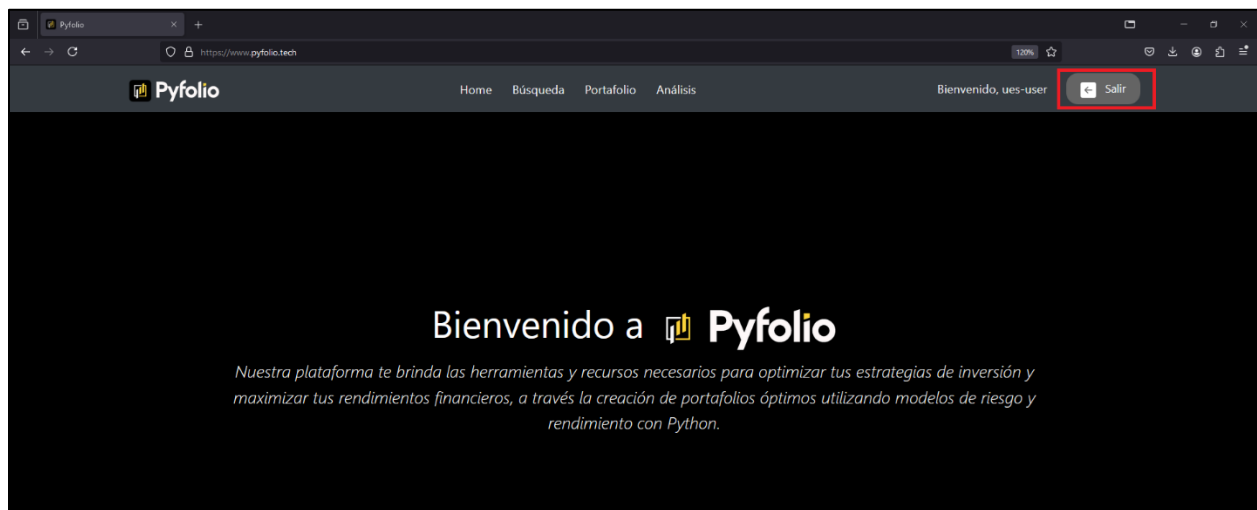 Pyfolio
https://www.pyfolio.tech
120%
Pyfolio
Home Búsqueda Portafolio Análisis
Bienvenido, ues-user
Salir
Bienvenido a Pyfolio
Nuestra plataforma te brinda las herramientas y recursos necesarios para optimizar tus estrategias de inversión y
maximizar tus rendimientos financieros, a través la creación de portafolios óptimos utilizando modelos de riesgo y
rendimiento con Python.